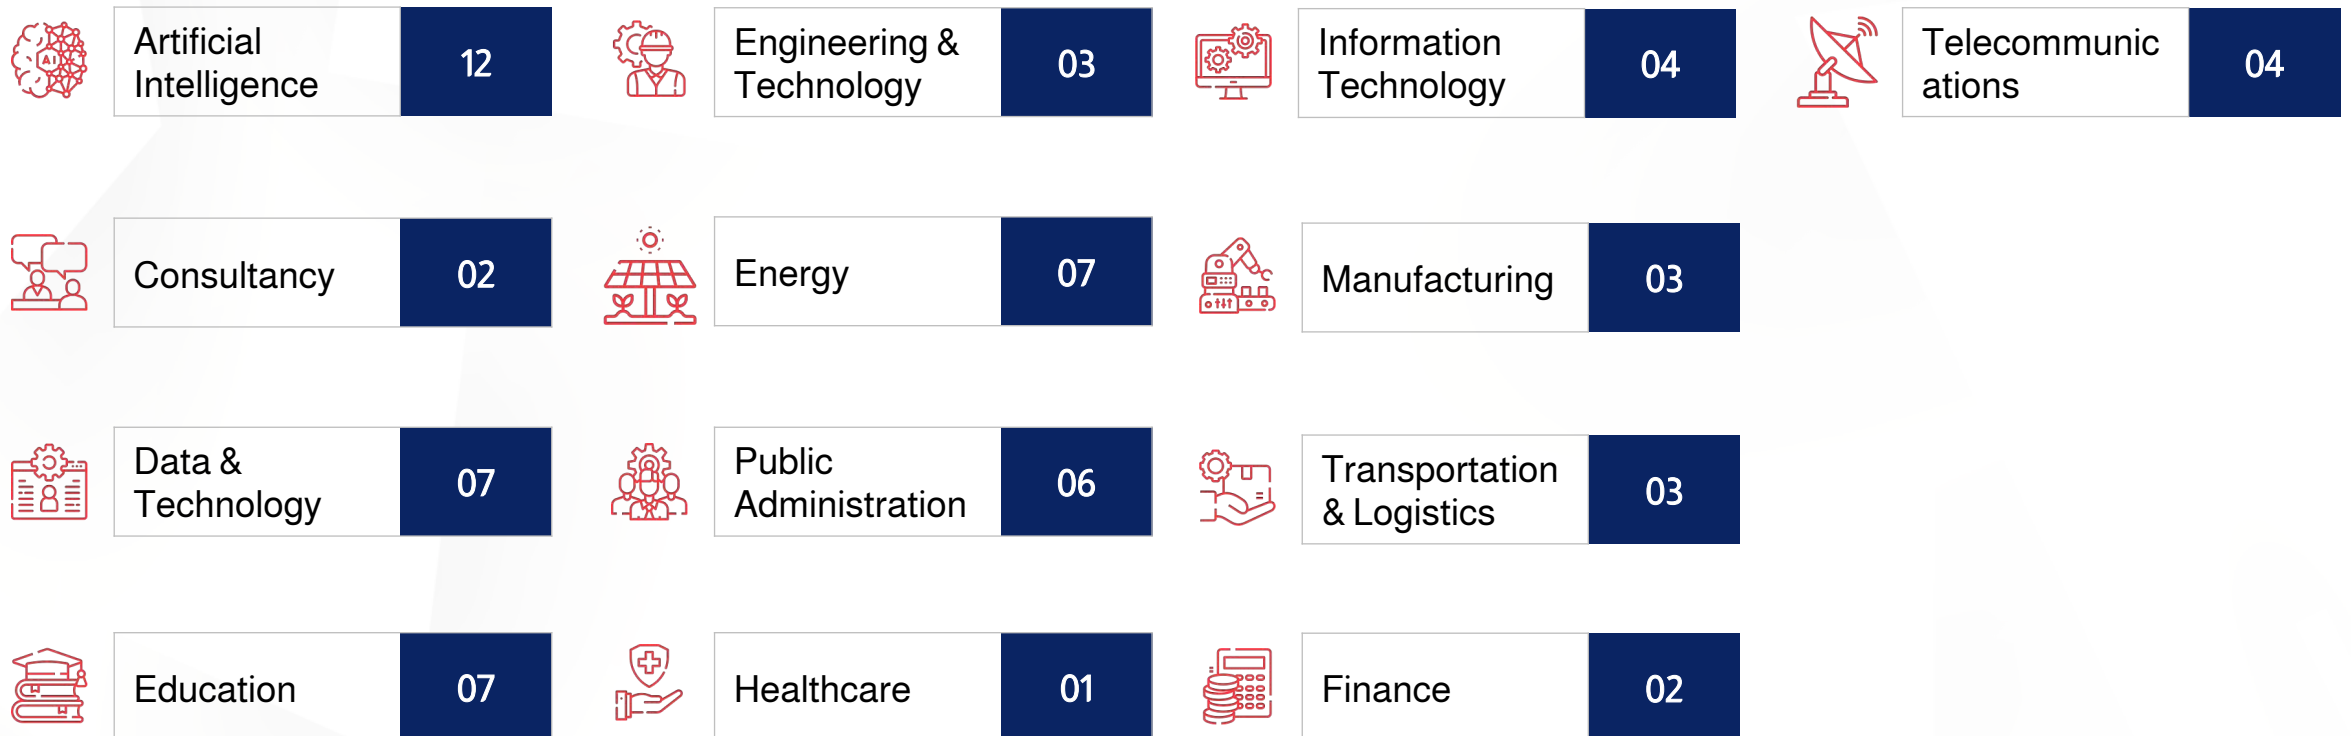 Artificial
Intelligence
12
Engineering &
Technology
03
Information
Technology
04
Telecommunic
ations
04
Consultancy
02
Energy
07
Manufacturing
03
Data &
Technology
07
Public
Administration
06
Transportation
& Logistics
03
Education
07
Healthcare
01
Finance
02
AI